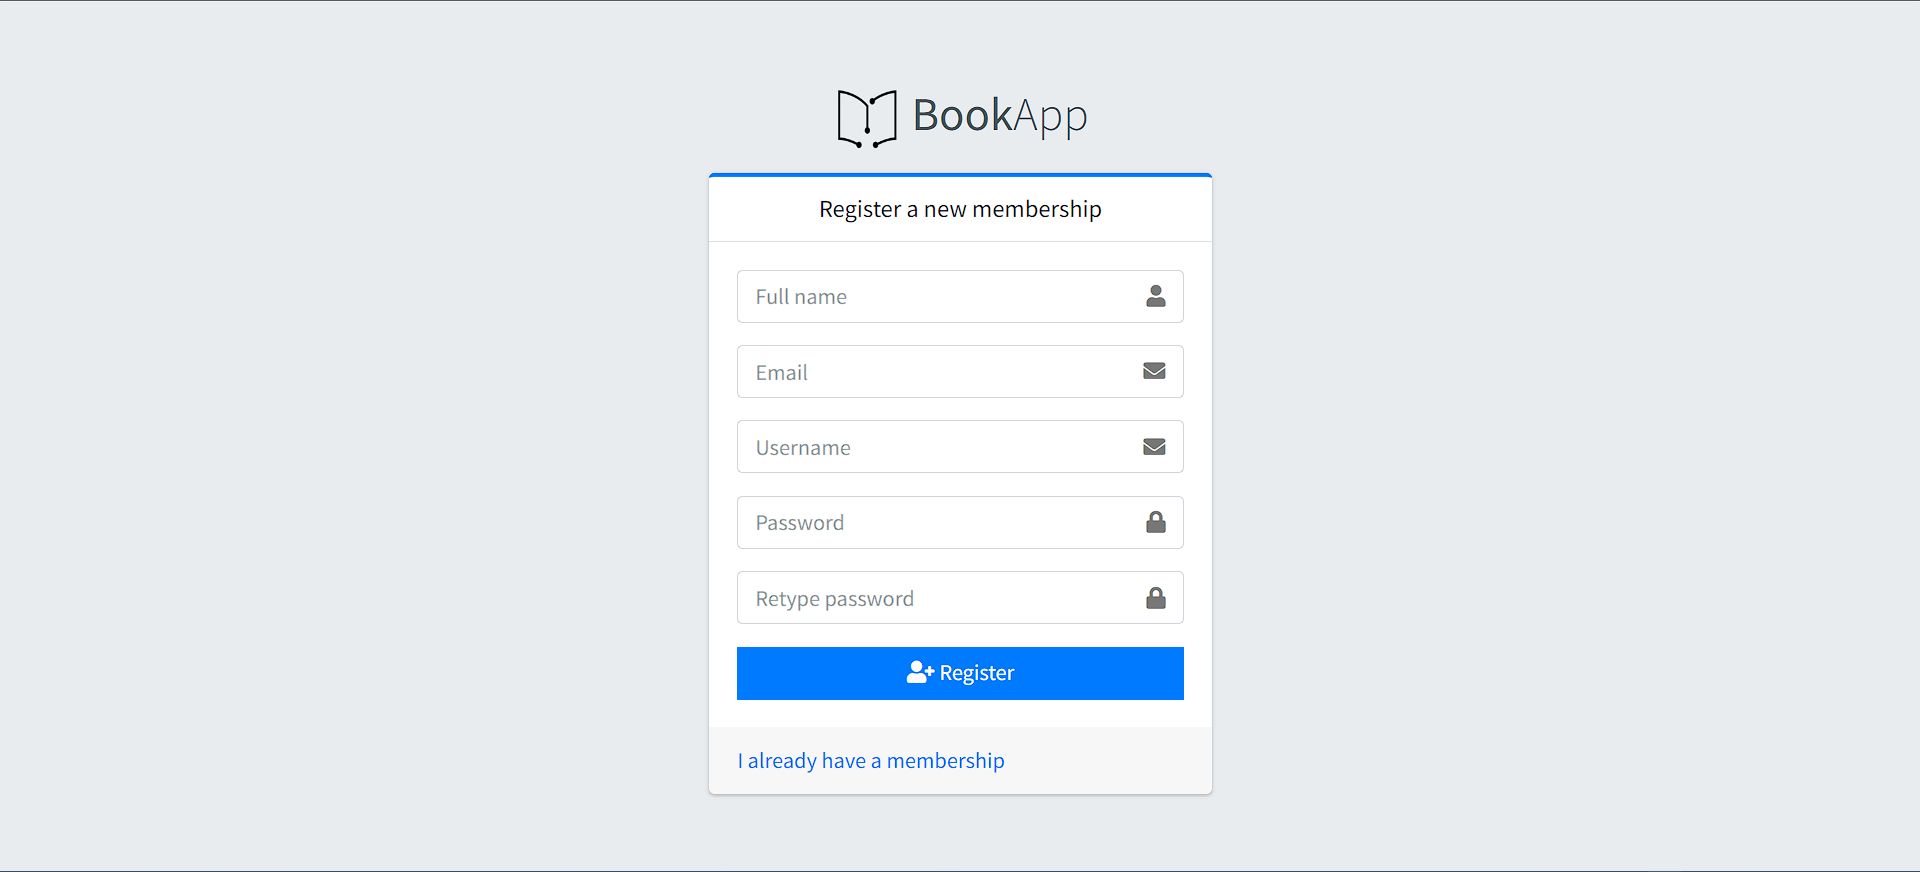 BookApp
Register a new membership
Full name
Email
Username
Password
Retype password
Register
I already have a membership